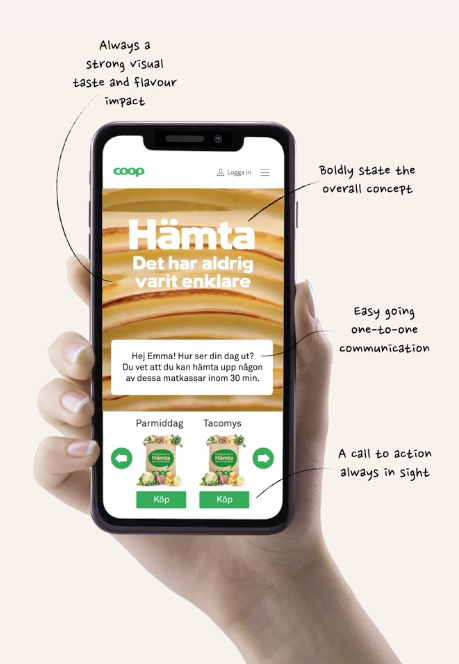 Always a
strong visual
taste and flavour
impact
coop
Logga in
Boldly state the
overall concept
Hämta
Det har aldrig
varit enklare
Easy going
one-to-one
communication
Hej Emma! Hur ser din dag ut?
Du vet att du kan hämta upp någon
av dessa matkassar inom 30 min.
Parmiddag
Tacomys
Hämta
Hämta
Köp
Köp
A call to action
always in sight